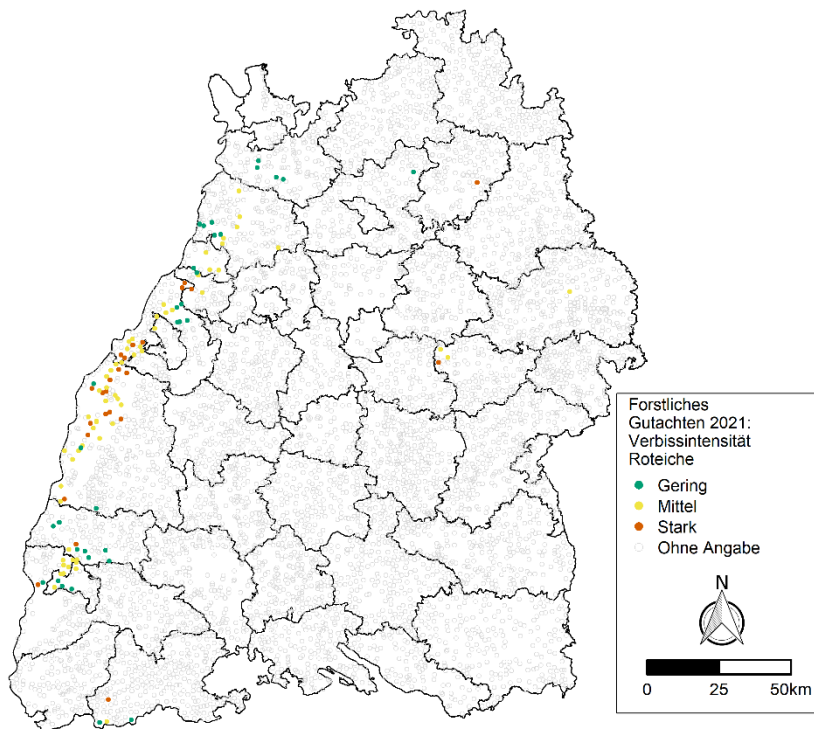 Forstliches
Gutachten 2021:
Verbissintensität
Roteiche
Gering
Mittel
Stark
Ohne Angabe
N
0 25 50km